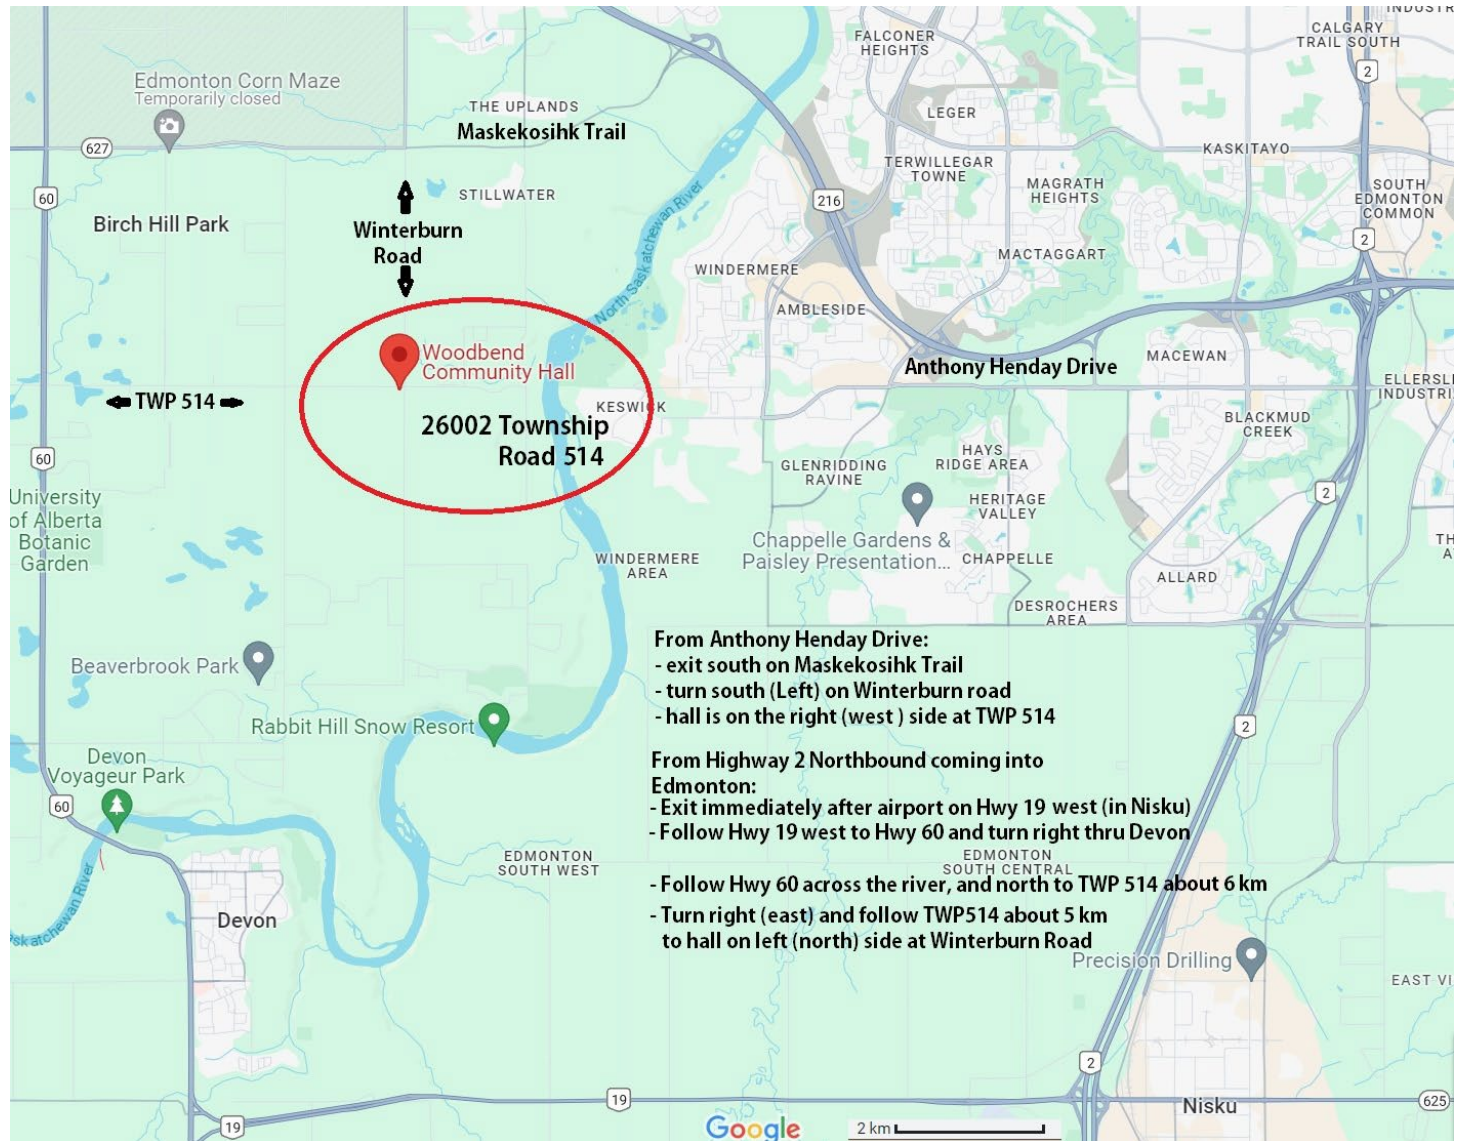 INDUSTR
CALGARY
TRAIL SOUTH
FALCONER
HEIGHTS
2
Edmonton Corn Maze
Temporarily closed
THE UPLANDS
Maskekosihk Trail
LEGER
627
KASKITAYO
TERWILLEGAR
TOWNE
MAGRATH
HEIGHTS
SOUTH
EDMONTON
COMMON
60
STILLWATER
216
Birch Hill Park
Winterburn
Road
North Saskatchewan River
2
MACTAGGART
WINDERMERE
AMBLESIDE
Woodbend
Community Hall
Anthony Henday Drive
MACEWAN
ELLERSL
INDUSTRI
TWP 514
KESWICK
26002 Township
Road 514
BLACKMUD
CREEK
60
GLENRIDDING
RAVINE
HAYS
RIDGE AREA
2
University
of Alberta
Botanic
Garden
HERITAGE
VALLEY
Chappelle Gardens &
Paisley Presentation...
CHAPPELLE
TH
A
WINDERMERE
AREA
ALLARD
DESROCHERS
AREA
From Anthony Henday Drive:
- exit south on Maskekosihk Trail
- turn south (Left) on Winterburn road
- hall is on the right (west ) side at TWP 514
Beaverbrook Park
Rabbit Hill Snow Resort
2
Devon
Voyageur Park
From Highway 2 Northbound coming into
Edmonton:
- Exit immediately after airport on Hwy 19 west (in Nisku)
- Follow Hwy 19 west to Hwy 60 and turn right thru Devon
60
EDMONTON
SOUTH WEST
EDMONTON
SOUTH CENTRAL
- Follow Hwy 60 across the river, and north to TWP 514 about 6 km
- Turn right (east) and follow TWP514 about 5 km
to hall on left (north) side at Winterburn Road
Devon
skatchewan River
Precision Drilling
EAST VI
2
19
Nisku
625
19
Google
2 km